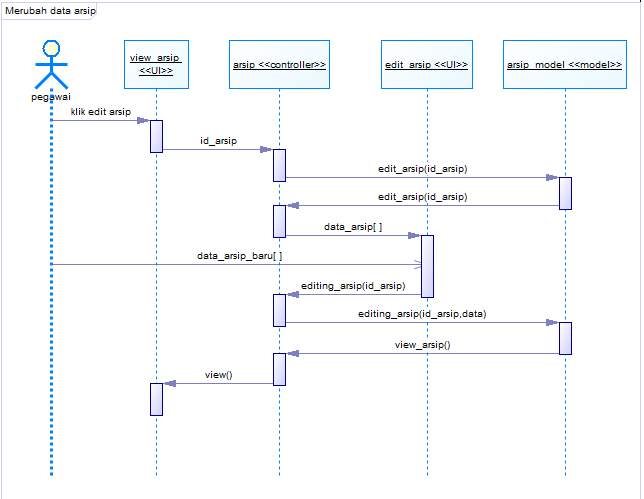 Merubah data arsip
view_arsip
<<UI>>
arsip <<controller>>
edit_arsip <<UI>>
arsip_model <<model>>
pegawai
klik edit arsip
id_arsip
edit_arsip(id_arsip)
edit_arsip(id_arsip)
data_arsip[ ]
data_arsip_baru[ ]
editing_arsip(id_arsip)
editing_arsip(id_arsip,data)
view_arsip()
view()